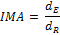 IMA = d_E / d_R